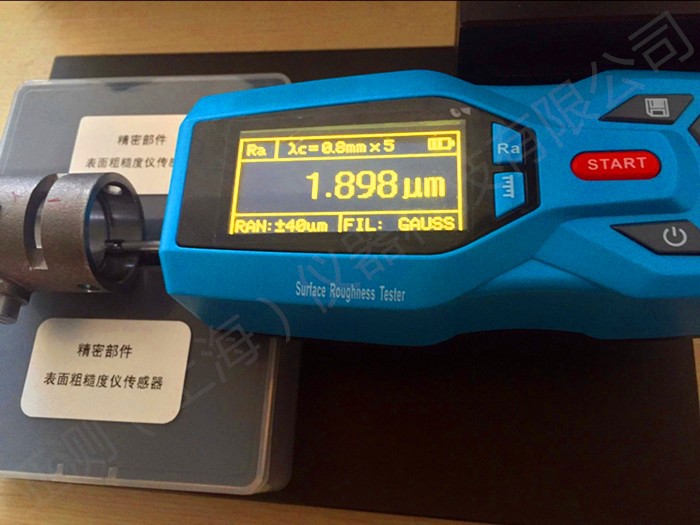 精密部件
表面粗糙度仪传感器
Ra λc=0.8mm×5
1.898μm
RAN:±40um FIL: GAUSS
Ra
START
Surface Roughness Tester
精密部件
表面粗糙度仪传感器